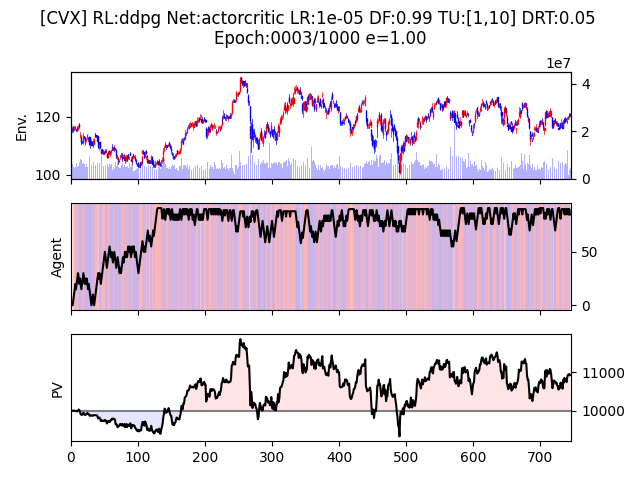 [CVX] RL:ddpg Net:actorcritic LR:1e-05 DF:0.99 TU:[1,10] DRT:0.05
Epoch:0003/1000 e=1.00
1e7
Env.
120
100
4
2
0
Agent
50
0
PV
11000
10000
0 100 200 300 400 500 600 700